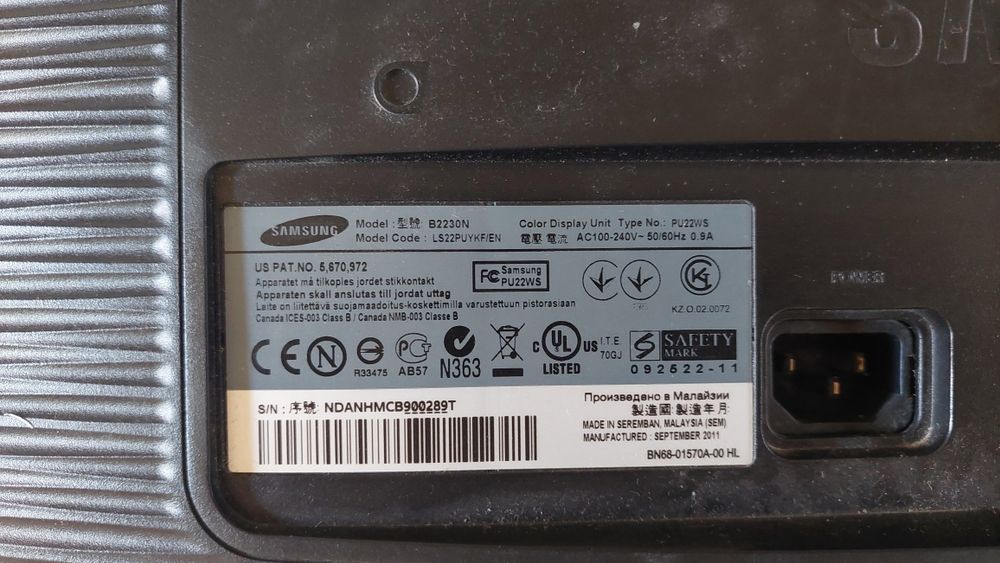 SAMSUNG
Model : 型號: B2230N
Model Code : LS22PUYKF/EN
Color Display Unit Type No.: PU22WS
電壓 電流 AC100-240V~ 50/60Hz 0.9A
US PAT.NO. 5,670,972
Apparatet må tilkoples jordet stikkontakt
Apparaten skall anslutas till jordat uttag
Laite on liitettävä suojamaadoitus-koskettimilla varustettuun pistorasiaan
Canada ICES-003 Class B / Canada NMB-003 Classe B
FC Samsung
PU22WS
KZ.O.02.0072
CE N
R33475
AB57
N363
c UL US
LISTED
I.T.E.
70GJ
S SAFETY
MARK
092522-11
S/N : 序號: NDANHMCB900289T
Произведено в Малайзии
製造國 製造年月
MADE IN SEREMBAN, MALAYSIA (SEM)
MANUFACTURED : SEPTEMBER 2011
BN68-01570A-00 HL
POWER